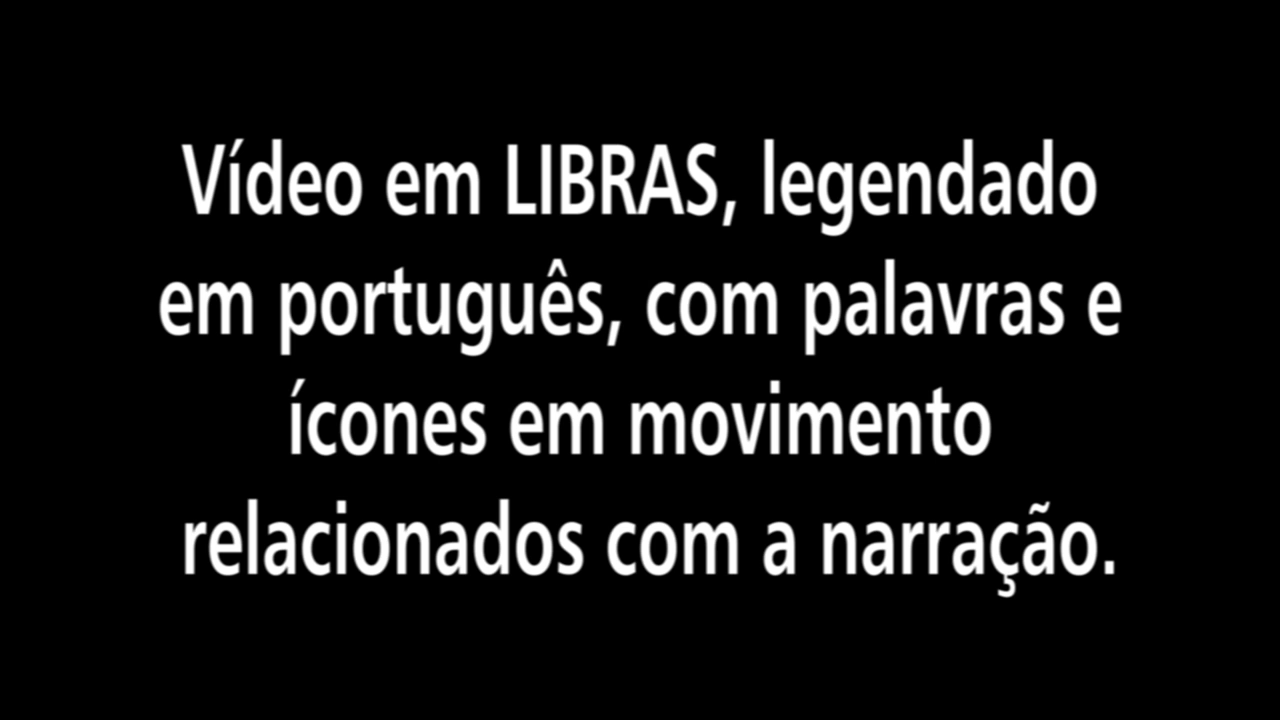 Vídeo em LIBRAS, legendado
em português, com palavras e
ícones em movimento
relacionados com a narração.